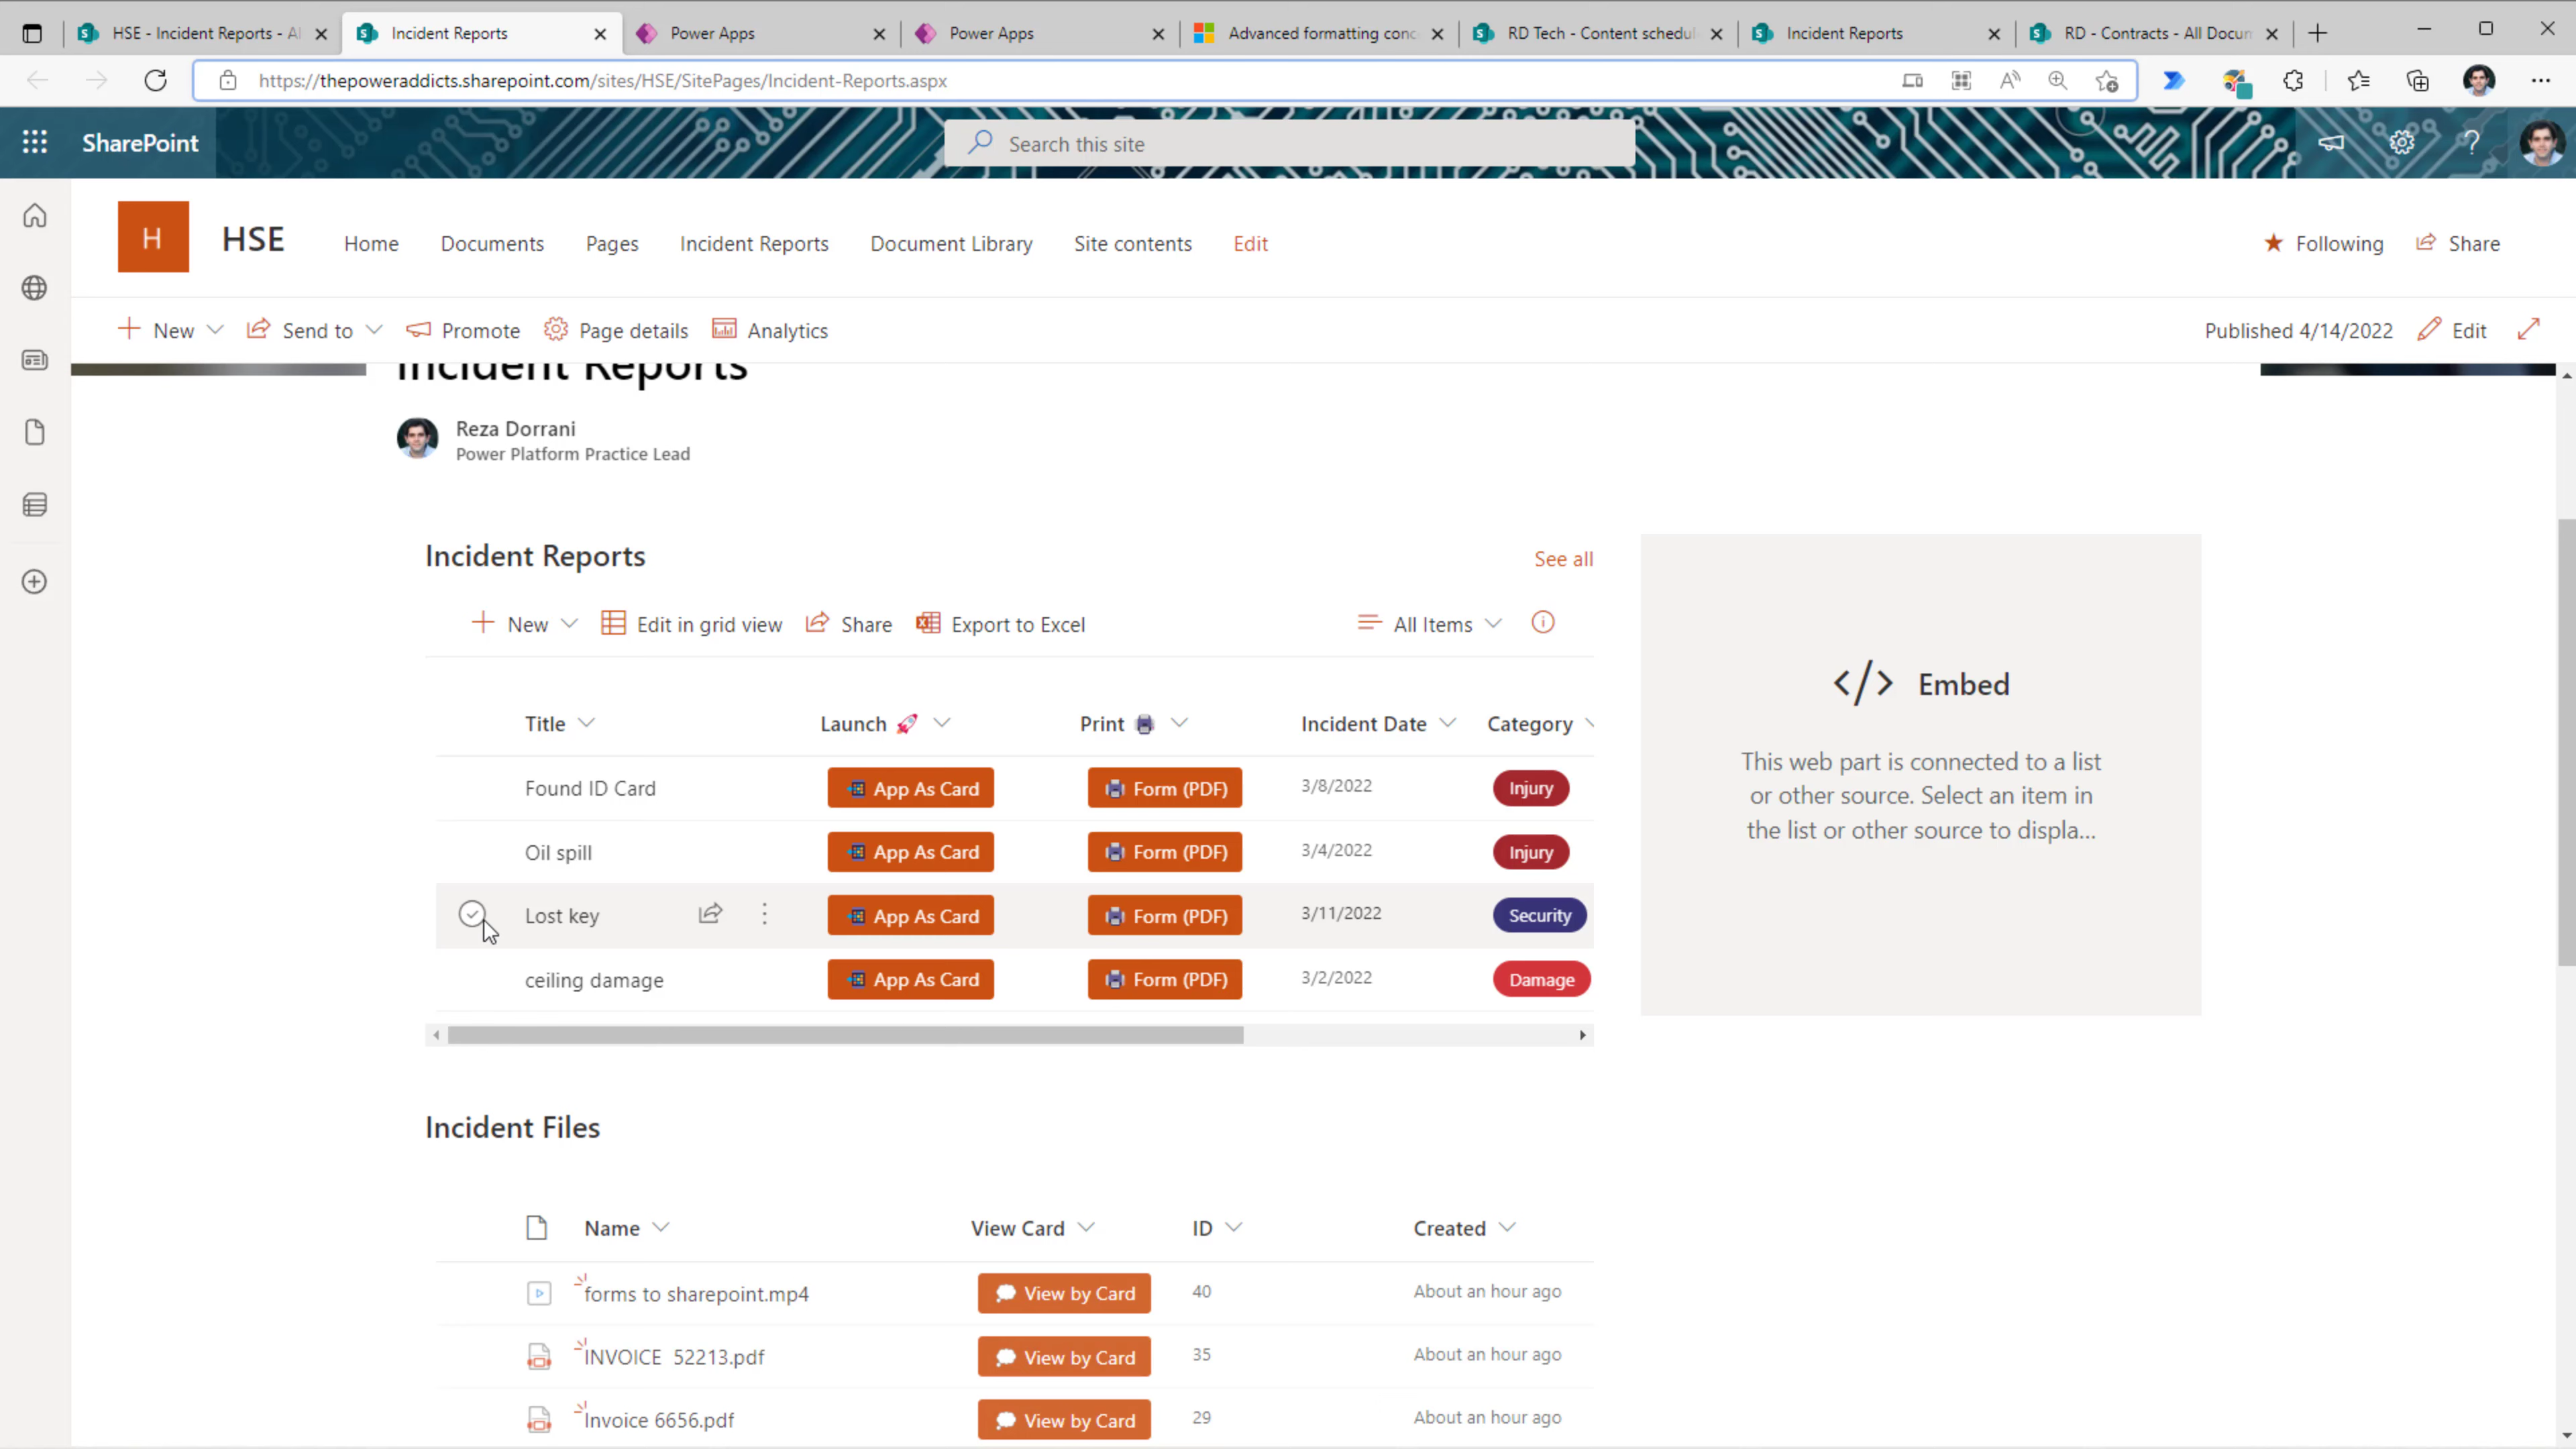 HSE - Incident Reports - Al
Incident Reports
Power Apps
Power Apps
Advanced formatting conc
RD Tech - Content schedul
Incident Reports
RD - Contracts - All Docum
https://thepoweraddicts.sharepoint.com/sites/HSE/SitePages/Incident-Reports.aspx
SharePoint
Search this site
H
HSE
Home
Documents
Pages
Incident Reports
Document Library
Site contents
Edit
Following
Share
New
Send to
Promote
Page details
Analytics
Published 4/14/2022
Edit
Incident Reports
Reza Dorrani
Power Platform Practice Lead
Incident Reports
See all
New
Edit in grid view
Share
Export to Excel
All Items
Title
Launch 🚀
Print 🖨
Incident Date
Category
Found ID Card
App As Card
Form (PDF)
3/8/2022
Injury
Oil spill
App As Card
Form (PDF)
3/4/2022
Injury
Lost key
App As Card
Form (PDF)
3/11/2022
Security
ceiling damage
App As Card
Form (PDF)
3/2/2022
Damage
</> Embed
This web part is connected to a list
or other source. Select an item in
the list or other source to displa...
Incident Files
Name
View Card
ID
Created
forms to sharepoint.mp4
View by Card
40
About an hour ago
INVOICE 52213.pdf
View by Card
35
About an hour ago
Invoice 6656.pdf
View by Card
29
About an hour ago